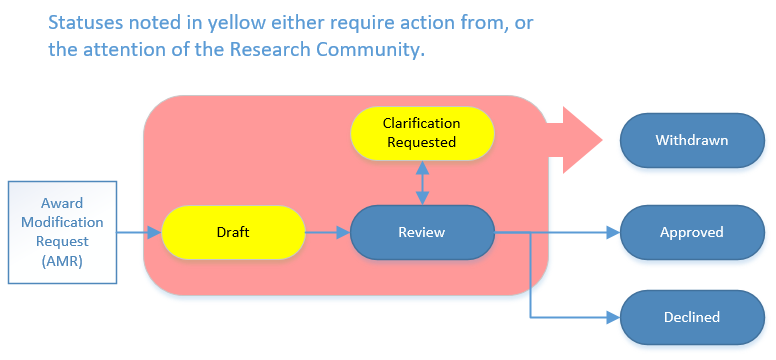 Statuses noted in yellow either require action from, or
the attention of the Research Community.
Clarification
Requested
Withdrawn
Award
Modification
Request
(AMR)
Draft
Review
Approved
Declined